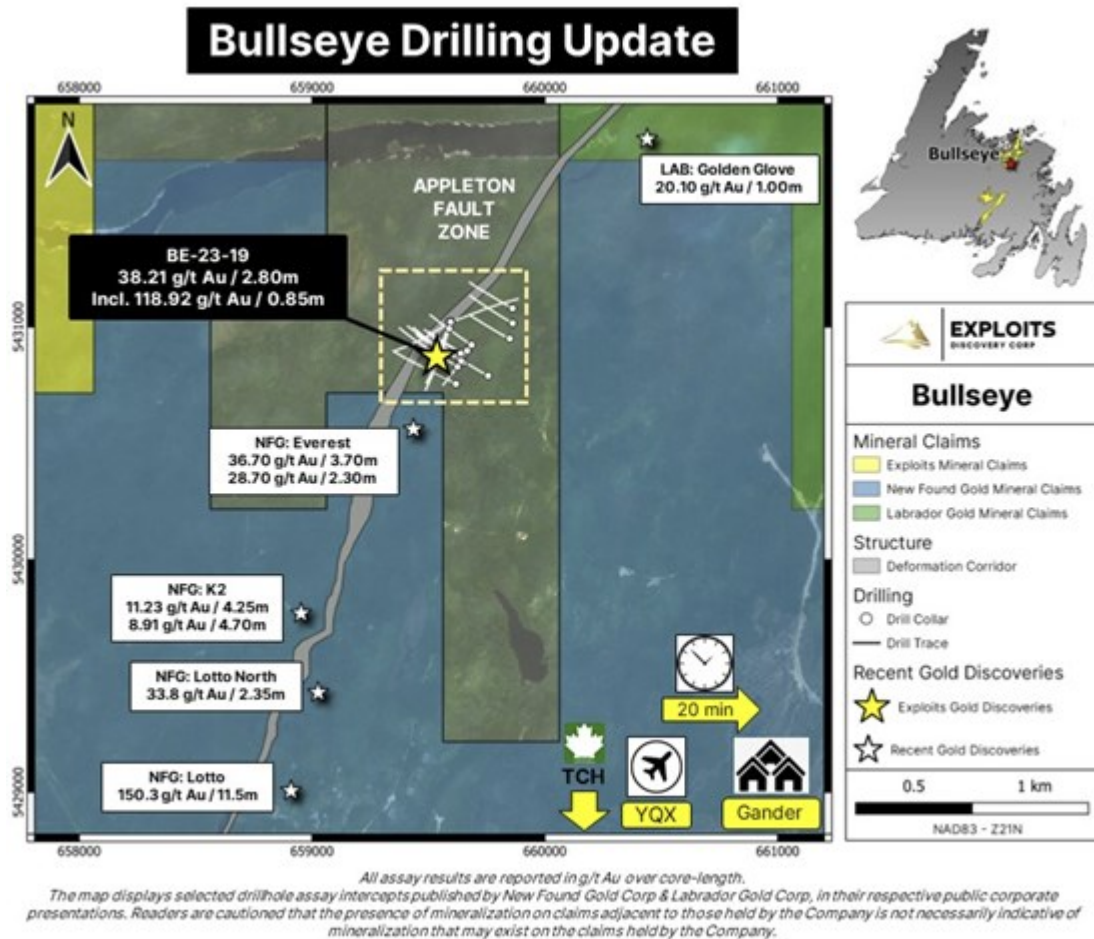 Bullseye Drilling Update
658000
659000
660000
661000
N
5431000
5430000
5429000
APPLETON
FAULT
ZONE
LAB: Golden Glove
20.10 g/t Au / 1.00m
BE-23-19
38.21 g/t Au / 2.80m
Incl. 118.92 g/t Au / 0.85m
NFG: Everest
36.70 g/t Au / 3.70m
28.70 g/t Au / 2.30m
NFG: K2
11.23 g/t Au / 4.25m
8.91 g/t Au / 4.70m
NFG: Lotto North
33.8 g/t Au / 2.35m
NFG: Lotto
150.3 g/t Au / 11.5m
20 min
TCH
YQX
Gander
658000
659000
660000
661000
Bullseye
EXPLOITS
DISCOVERY CORP
Bullseye
Mineral Claims
Exploits Mineral Claims
New Found Gold Mineral Claims
Labrador Gold Mineral Claims
Structure
Deformation Corridor
Drilling
Drill Collar
Drill Trace
Recent Gold Discoveries
Exploits Gold Discoveries
Recent Gold Discoveries
0.5 1 km
NAD83 - Z21N
All assay results are reported in g/t Au over core-length.
The map displays selected drillhole assay intercepts published by New Found Gold Corp & Labrador Gold Corp, in their respective public corporate
presentations. Readers are cautioned that the presence of mineralization on claims adjacent to those held by the Company is not necessarily indicative of
mineralization that may exist on the claims held by the Company.